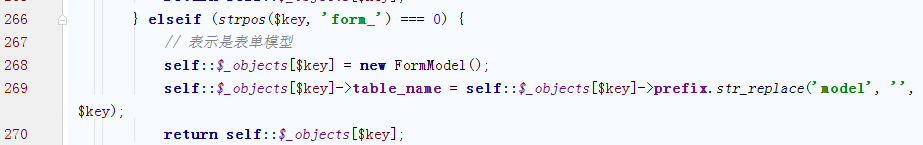 266 } elseif (strpos($key, 'form_') === 0) {
267 // 表示是表单模型
268 self::$_objects[$key] = new FormModel();
269 self::$_objects[$key]->table_name = self::$_objects[$key]->prefix.str_replace('model', '',
$key);
270 return self::$_objects[$key];